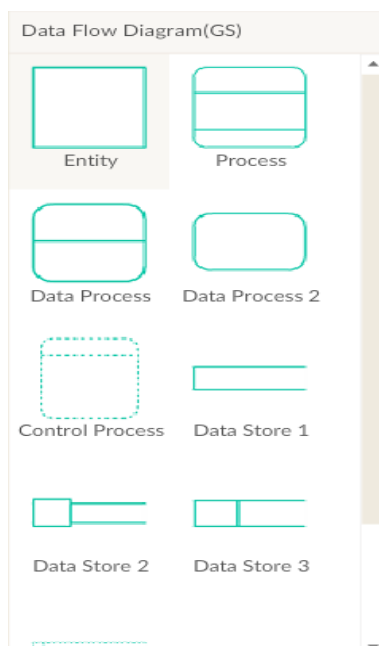 Data Flow Diagram(GS)
Entity
Process
Data Process
Data Process 2
Control Process
Data Store 1
Data Store 2
Data Store 3